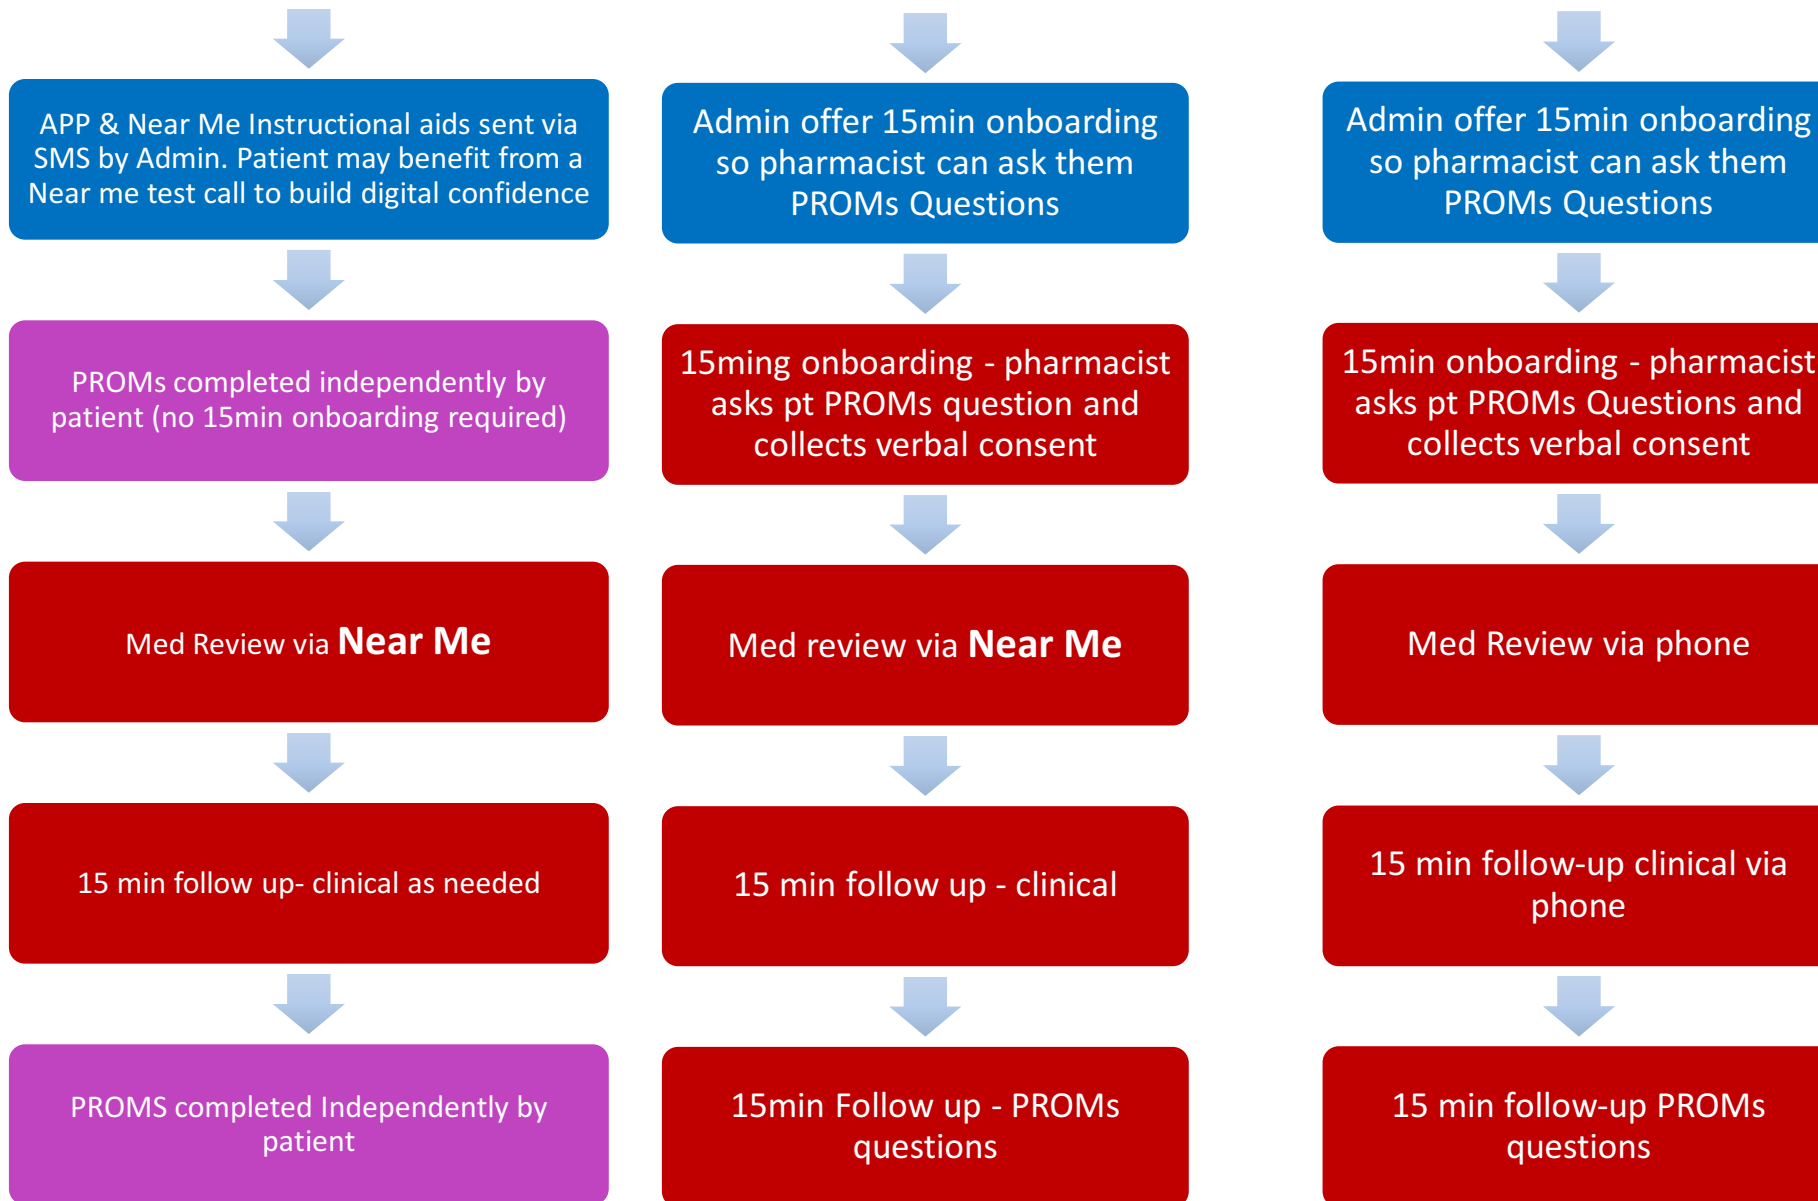 APP & Near Me Instructional aids sent via
SMS by Admin. Patient may benefit from a
Near me test call to build digital confidence
PROMs completed independently by
patient (no 15min onboarding required)
Med Review via Near Me
15 min follow up- clinical as needed
PROMS completed Independently by
patient
Admin offer 15min onboarding
so pharmacist can ask them
PROMs Questions
15ming onboarding - pharmacist
asks pt PROMs question and
collects verbal consent
Med review via Near Me
15 min follow up - clinical
15min Follow up - PROMs
questions
Admin offer 15min onboarding
so pharmacist can ask them
PROMs Questions
15min onboarding - pharmacist
asks pt PROMs Questions and
collects verbal consent
Med Review via phone
15 min follow-up clinical via
phone
15 min follow-up PROMs
questions